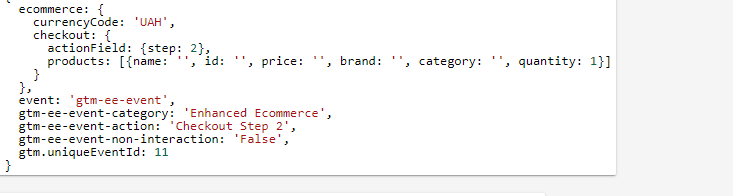 ecommerce: {
currencyCode: 'UAH',
checkout: {
actionField: {step: 2},
products: [{name: '', id: '', price: '', brand: '', category: '', quantity: 1}]
}
},
event: 'gtm-ee-event',
gtm-ee-event-category: 'Enhanced Ecommerce',
gtm-ee-event-action: 'Checkout Step 2',
gtm-ee-event-non-interaction: 'False',
gtm.uniqueEventId: 11
}